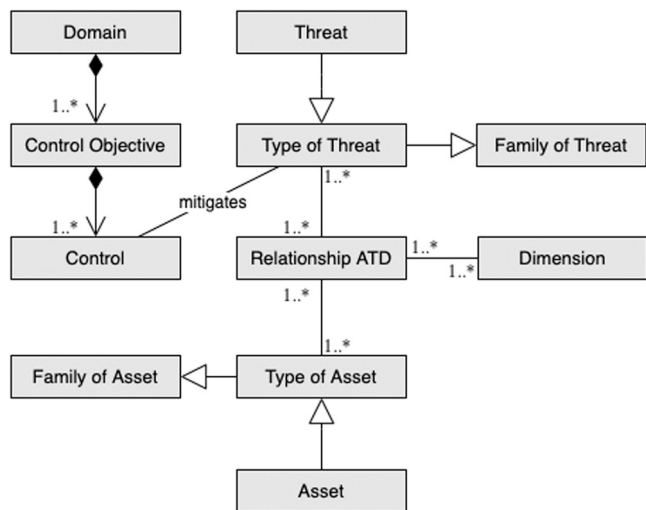 Domain
Threat
1..*
Control Objective
Type of Threat
Family of Threat
1..*
mitigates
1..*
1..*
Control
Relationship ATD
1..*
1..*
Dimension
1..*
1..*
Family of Asset
Type of Asset
Asset